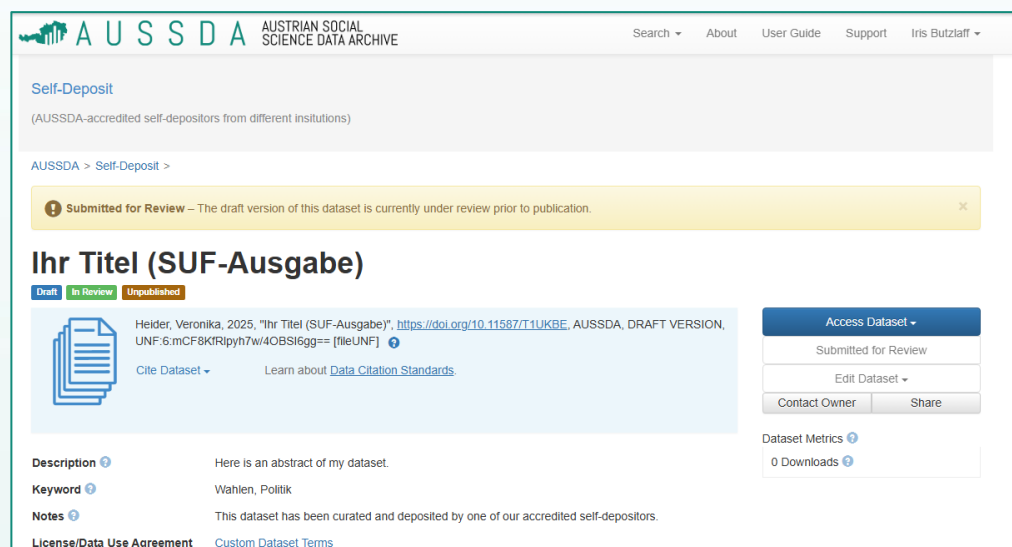 AUSSDA AUSTRIAN SOCIAL SCIENCE DATA ARCHIVE
Search About User Guide Support Iris Butzlaff
Self-Deposit
(AUSSDA-accredited self-depositors from different insitutions)
AUSSDA > Self-Deposit >
Submitted for Review – The draft version of this dataset is currently under review prior to publication. ×
Ihr Titel (SUF-Ausgabe)
Draft In Review Unpublished
Heider, Veronika, 2025, "Ihr Titel (SUF-Ausgabe)", https://doi.org/10.11587/T1UKBE, AUSSDA, DRAFT VERSION,
UNF:6:mCF8KfRlpyh7w/4OBSI6gg== [fileUNF]
Cite Dataset Learn about Data Citation Standards.
Access Dataset
Submitted for Review
Edit Dataset
Contact Owner Share
Dataset Metrics
0 Downloads
Description Here is an abstract of my dataset.
Keyword Wahlen, Politik
Notes This dataset has been curated and deposited by one of our accredited self-depositors.
License/Data Use Agreement Custom Dataset Terms